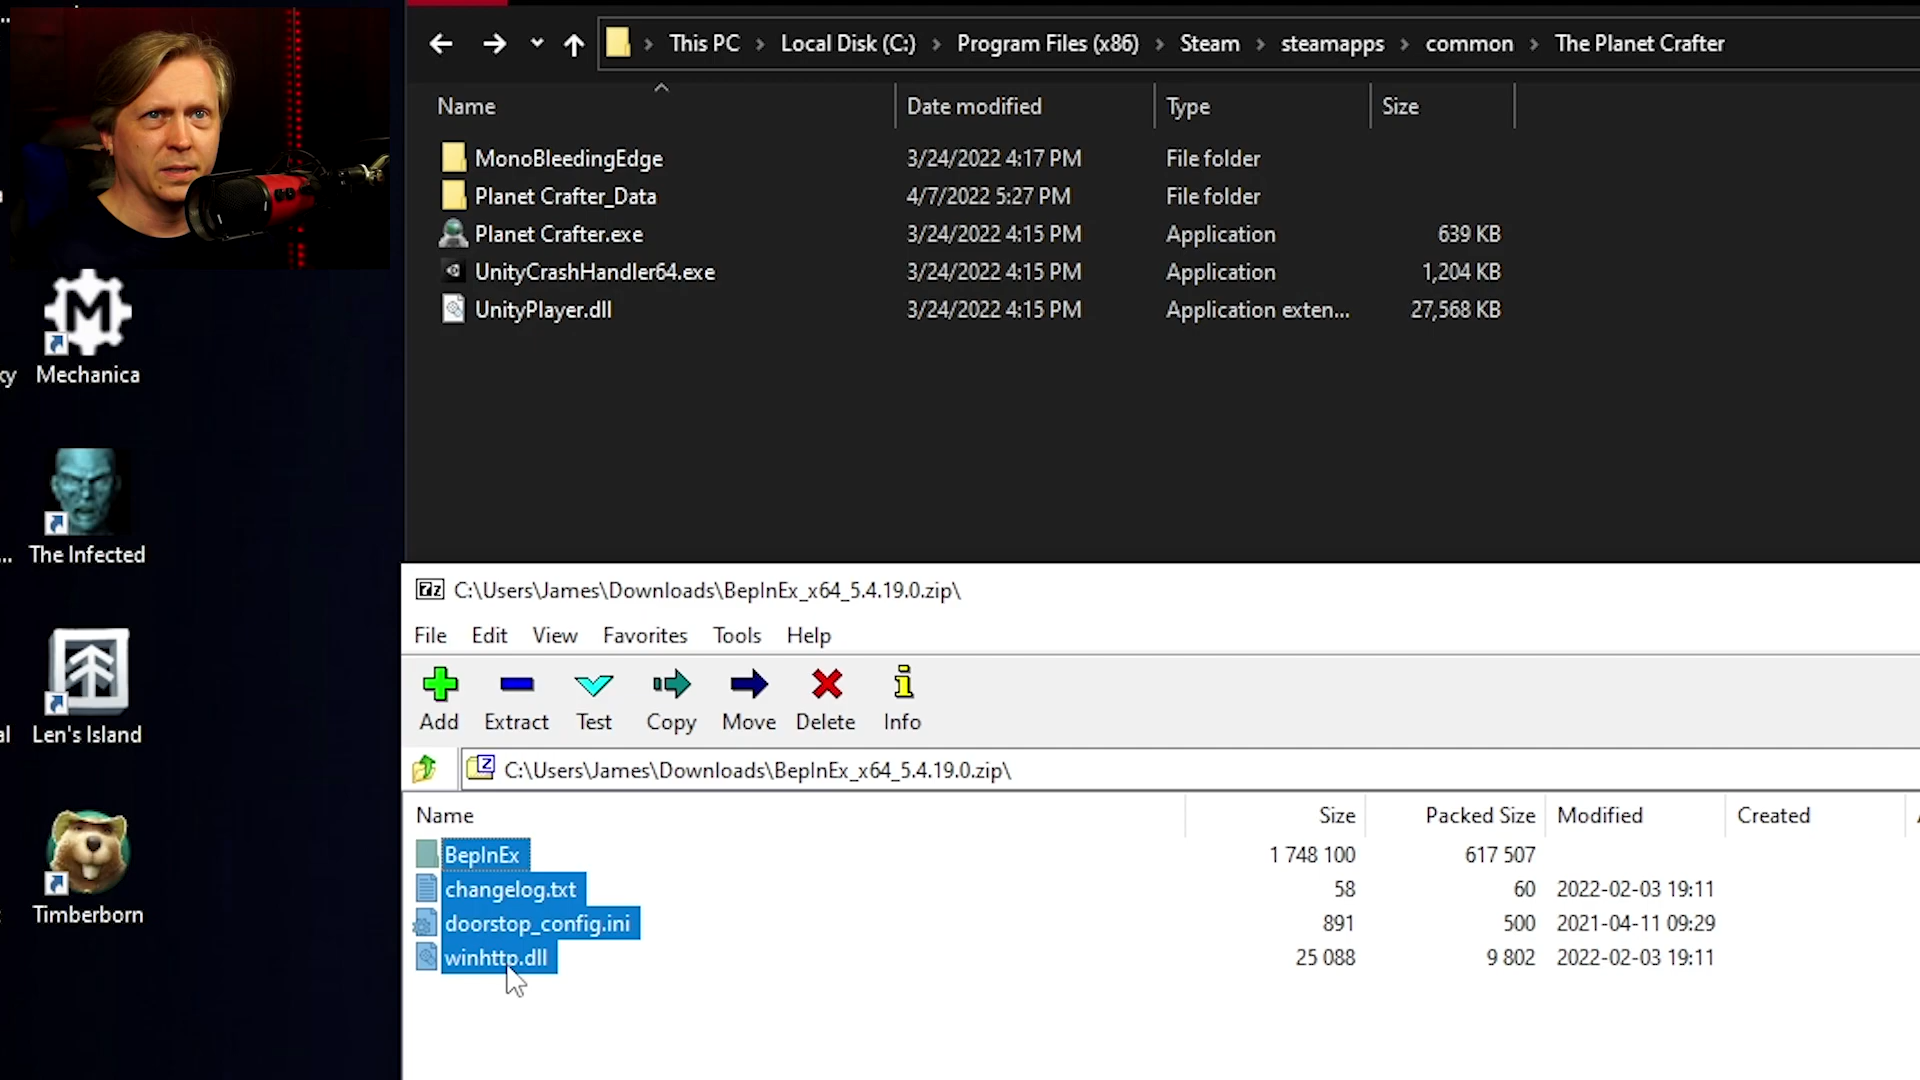 This PC > Local Disk (C:) > Program Files (x86) > Steam > steamapps > common > The Planet Crafter
Name Date modified Type Size
MonoBleedingEdge 3/24/2022 4:17 PM File folder
Planet Crafter_Data 4/7/2022 5:27 PM File folder
Planet Crafter.exe 3/24/2022 4:15 PM Application 639 KB
UnityCrashHandler64.exe 3/24/2022 4:15 PM Application 1,204 KB
UnityPlayer.dll 3/24/2022 4:15 PM Application exten... 27,568 KB
Mechanica
The Infected
Len's Island
Timberborn
7z C:\Users\James\Downloads\BepInEx_x64_5.4.19.0.zip\
File Edit View Favorites Tools Help
Add Extract Test Copy Move Delete Info
C:\Users\James\Downloads\BepInEx_x64_5.4.19.0.zip\
Name Size Packed Size Modified Created
BepInEx 1 748 100 617 507
changelog.txt 58 60 2022-02-03 19:11
doorstop_config.ini 891 500 2021-04-11 09:29
winhttp.dll 25 088 9 802 2022-02-03 19:11